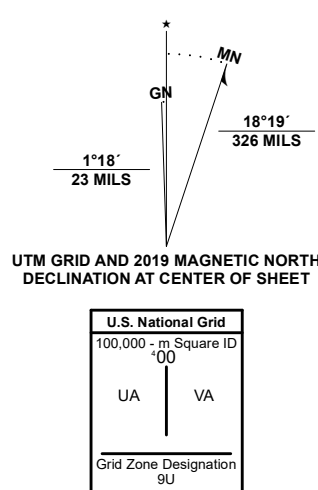 ★
MN
GN
18°19´
326 MILS
1°18´
23 MILS
UTM GRID AND 2019 MAGNETIC NORTH
DECLINATION AT CENTER OF SHEET
U.S. National Grid
100,000 - m Square ID
⁴00
UA VA
Grid Zone Designation
9U